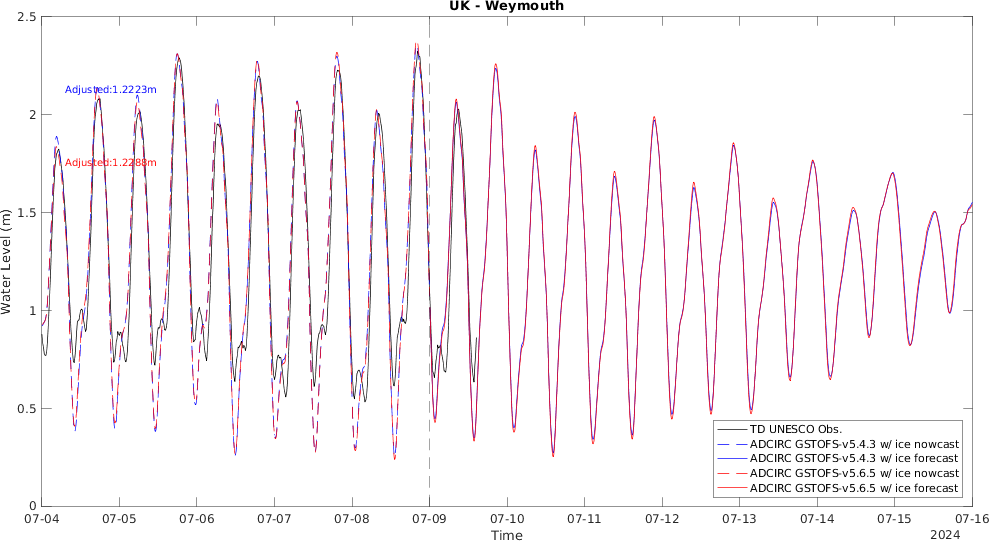 UK - Weymouth
2.5
2
1.5
1
0.5
0
Water Level (m)
Adjusted:1.2223m
Adjusted:1.2288m
TD UNESCO Obs.
ADCIRC GSTOFS-v5.4.3 w/ ice nowcast
ADCIRC GSTOFS-v5.4.3 w/ ice forecast
ADCIRC GSTOFS-v5.6.5 w/ ice nowcast
ADCIRC GSTOFS-v5.6.5 w/ ice forecast
07-04 07-05 07-06 07-07 07-08 07-09 07-10 07-11 07-12 07-13 07-14 07-15 07-16
Time
2024